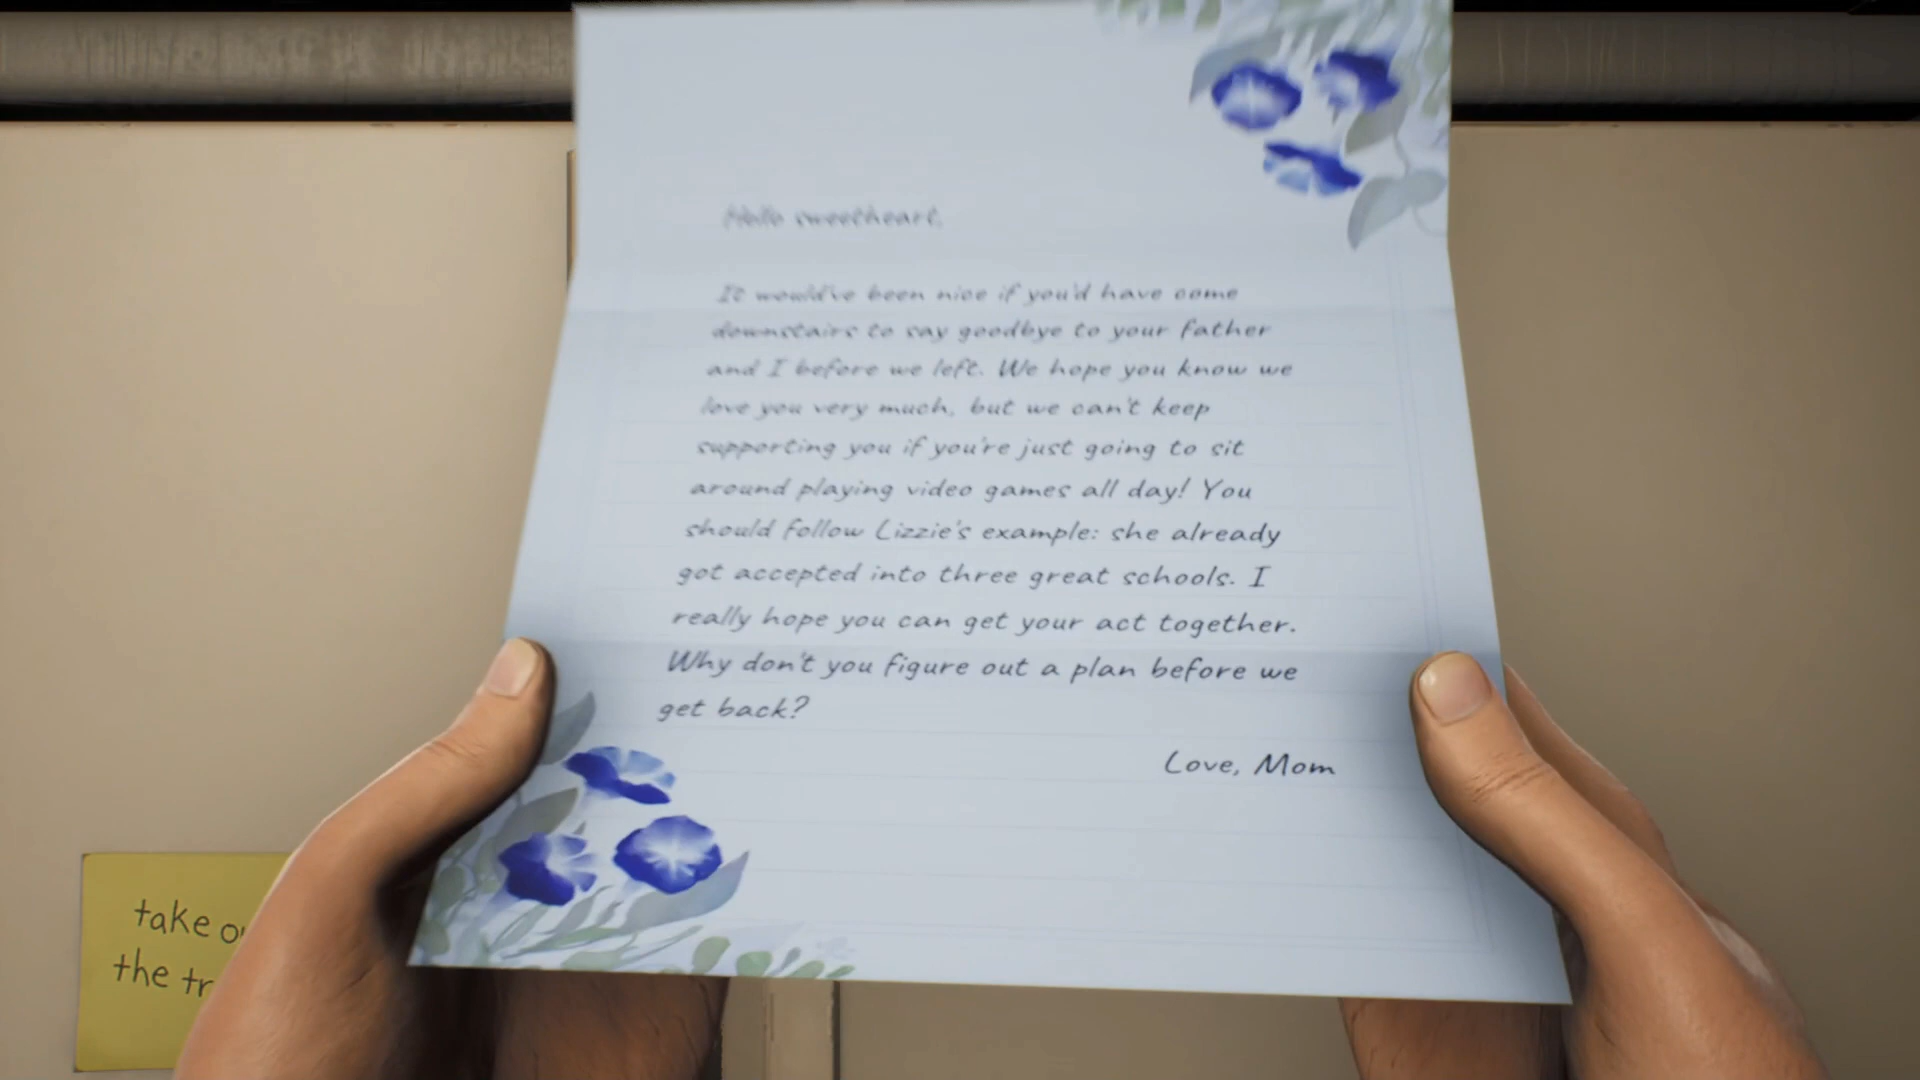 Hello sweetheart,
It would've been nice if you'd have come
downstairs to say goodbye to your father
and I before we left. We hope you know we
love you very much, but we can't keep
supporting you if you're just going to sit
around playing video games all day! You
should follow Lizzie's example: she already
got accepted into three great schools. I
really hope you can get your act together.
Why don't you figure out a plan before we
get back?
Love, Mom
take ou
the tr